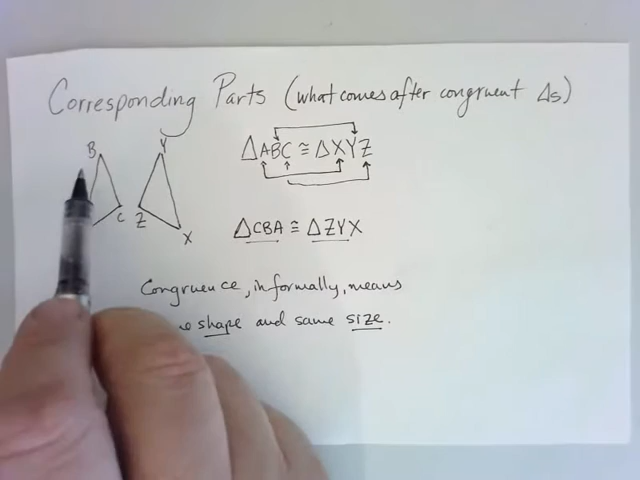 Corresponding Parts (what comes after congruent Δs)
B
C
Y
Z
X
ΔABC ≅ ΔXYZ
ΔCBA ≅ ΔZYX
Congruence, informally, means
shape and same size.